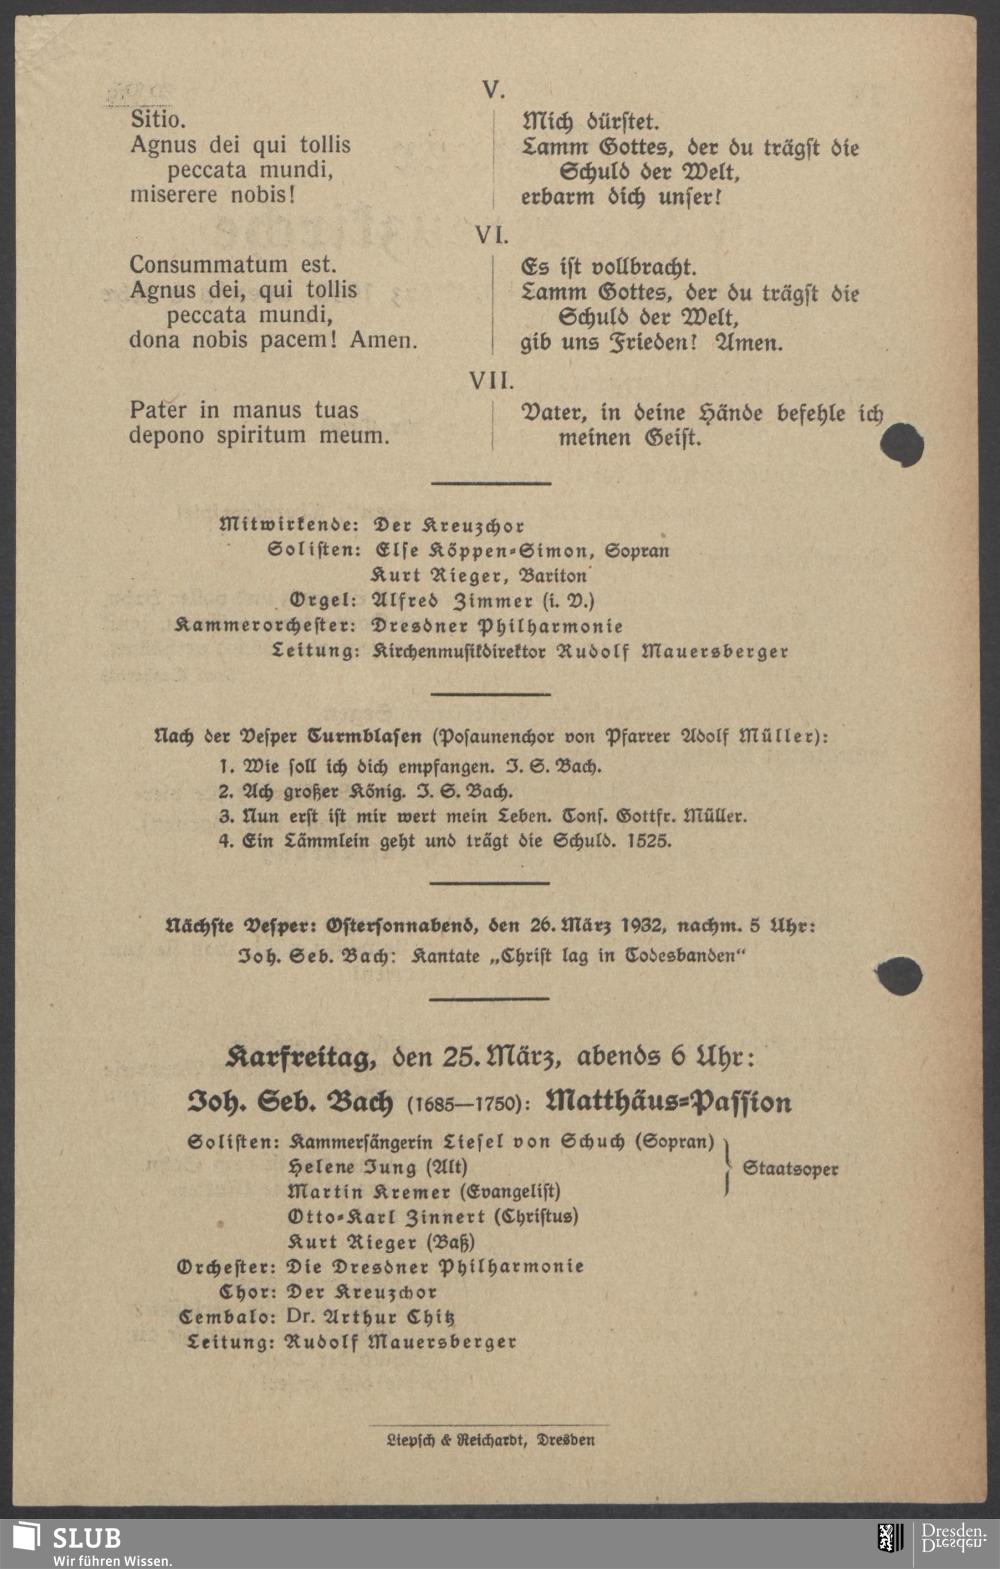 V.
Sitio.
Agnus dei qui tollis
peccata mundi,
miserere nobis!
Mich dürstet.
Lamm Gottes, der du trägst die
Schuld der Welt,
erbarm dich unser!
VI.
Consummatum est.
Agnus dei, qui tollis
peccata mundi,
dona nobis pacem! Amen.
Es ist vollbracht.
Lamm Gottes, der du trägst die
Schuld der Welt,
gib uns Frieden! Amen.
VII.
Pater in manus tuas
depono spiritum meum.
Vater, in deine Hände befehle ich
meinen Geist.
Mitwirkende: Der Kreuzchor
Solisten: Else Köppen-Simon, Sopran
Kurt Rieger, Bariton
Orgel: Alfred Zimmer (i. V.)
Kammerorchester: Dresdner Philharmonie
Leitung: Kirchenmusikdirektor Rudolf Mauersberger
Nach der Vesper Turmblasen (Posaunenchor von Pfarrer Adolf Müller):
1. Wie soll ich dich empfangen. J. S. Bach.
2. Ach großer König. J. S. Bach.
3. Nun erst ist mir wert mein Leben. Tons. Gottfr. Müller.
4. Ein Lämmlein geht und trägt die Schuld. 1525.
Nächste Vesper: Ostersonnabend, den 26. März 1932, nachm. 5 Uhr:
Joh. Seb. Bach: Kantate „Christ lag in Todesbanden“
Karfreitag, den 25. März, abends 6 Uhr:
Joh. Seb. Bach (1685—1750): Matthäus-Passion
Solisten: Kammersängerin Liesel von Schuch (Sopran)
Helene Jung (Alt)
Martin Kremer (Evangelist)
Staatsoper
Otto-Karl Zinnert (Christus)
Kurt Rieger (Baß)
Orchester: Die Dresdner Philharmonie
Chor: Der Kreuzchor
Cembalo: Dr. Arthur Chitz
Leitung: Rudolf Mauersberger
Liepsch & Reichardt, Dresden
SLUB
Wir führen Wissen.
Dresden.
Dresden.